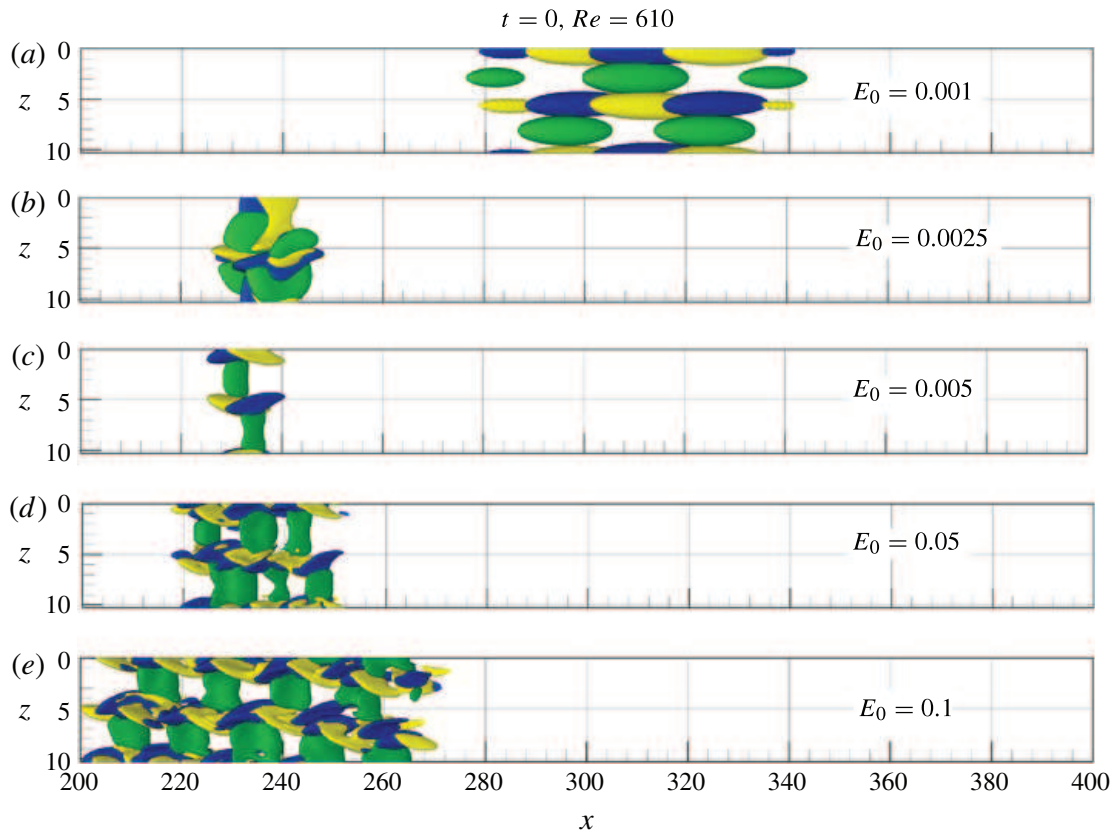 t = 0, Re = 610
(a) 0
z 5
10
E₀ = 0.001
(b) 0
z 5
10
E₀ = 0.0025
(c) 0
z 5
10
E₀ = 0.005
(d) 0
z 5
10
E₀ = 0.05
(e) 0
z 5
10
E₀ = 0.1
200 220 240 260 280 300 320 340 360 380 400
x